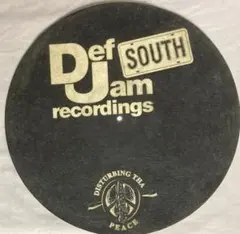 Def
Jam
SOUTH
recordings
DISTURBING THA
PEACE